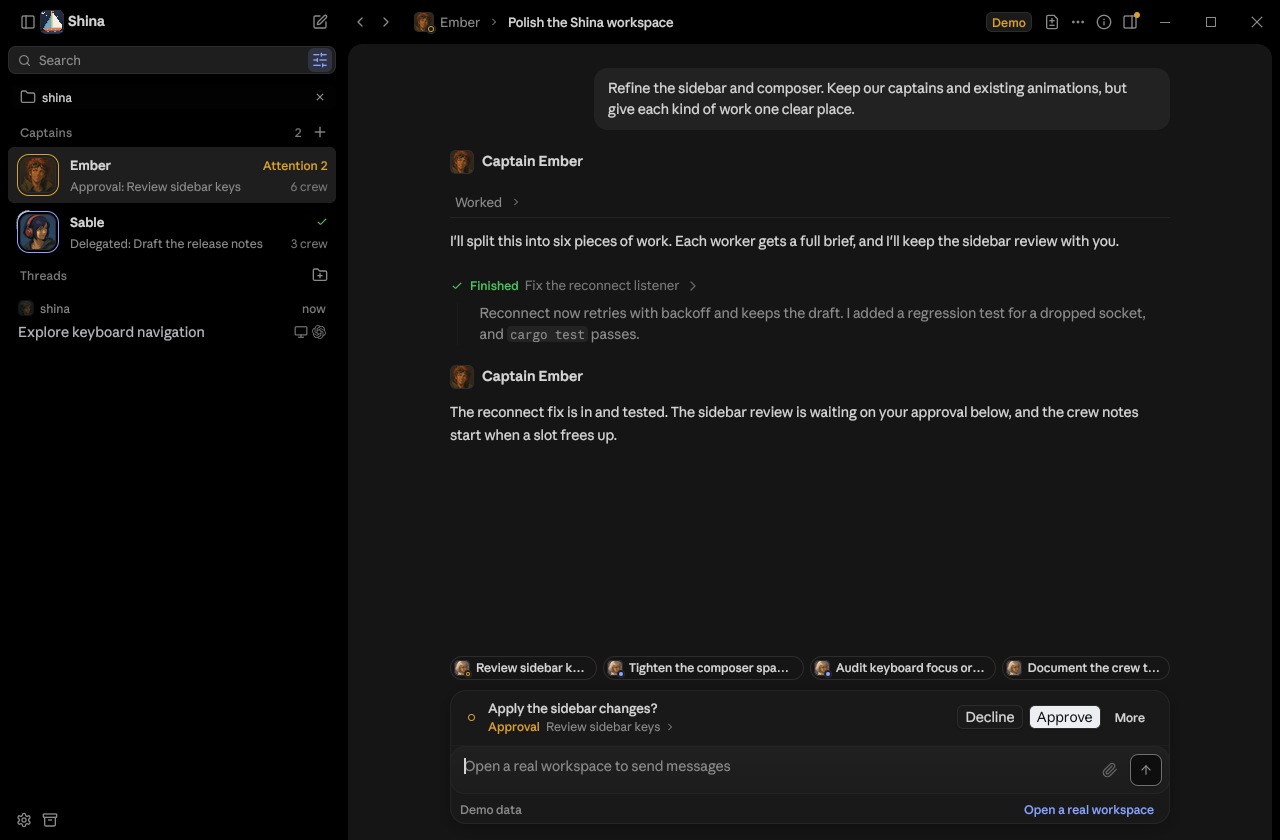 Shina
Search
shina
Captains 2
Ember Attention 2
Approval: Review sidebar keys 6 crew
Sable
Delegated: Draft the release notes 3 crew
Threads
shina now
Explore keyboard navigation
Ember Polish the Shina workspace Demo
Refine the sidebar and composer. Keep our captains and existing animations, but
give each kind of work one clear place.
Captain Ember
Worked
I'll split this into six pieces of work. Each worker gets a full brief, and I'll keep the sidebar review with you.
Finished Fix the reconnect listener
Reconnect now retries with backoff and keeps the draft. I added a regression test for a dropped socket,
and cargo test passes.
Captain Ember
The reconnect fix is in and tested. The sidebar review is waiting on your approval below, and the crew notes
start when a slot frees up.
Review sidebar k... Tighten the composer spa... Audit keyboard focus or... Document the crew t...
Apply the sidebar changes?
Approval Review sidebar keys
Decline Approve More
Open a real workspace to send messages
Demo data Open a real workspace